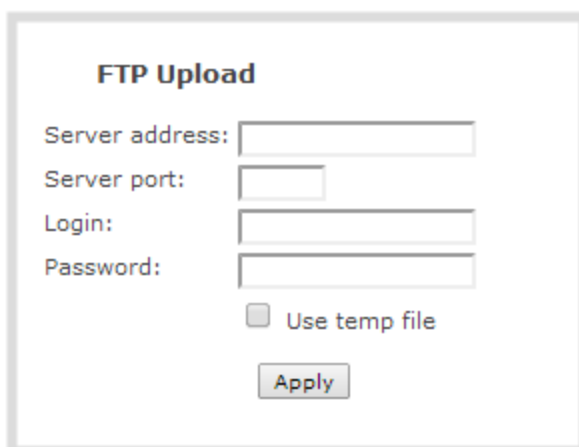 FTP Upload
Server address:
Server port:
Login:
Password:
Use temp file
Apply